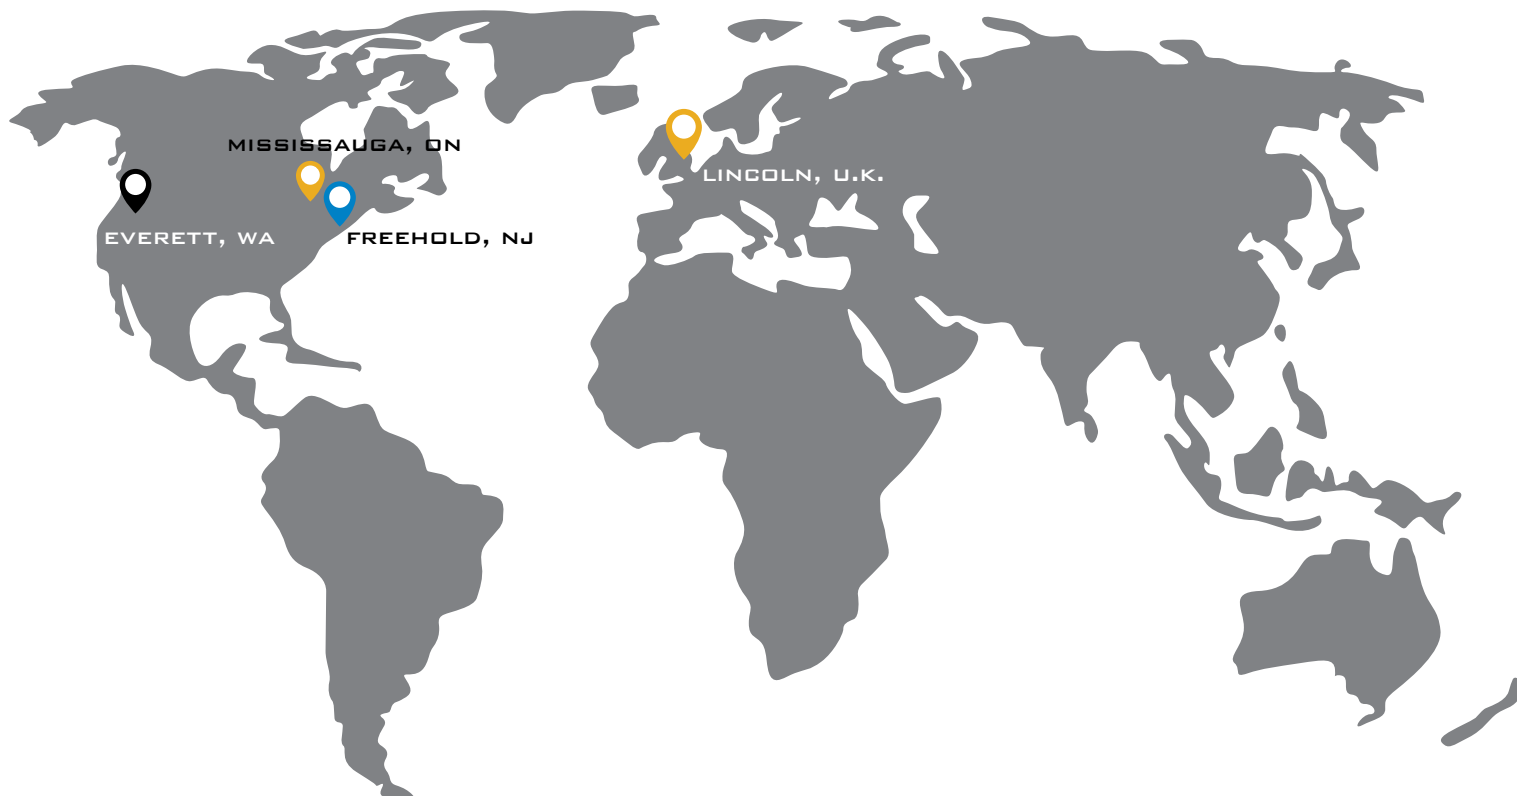 MISSISSAUGA, ON
LINCOLN, U.K.
EVERETT, WA
FREEHOLD, NJ